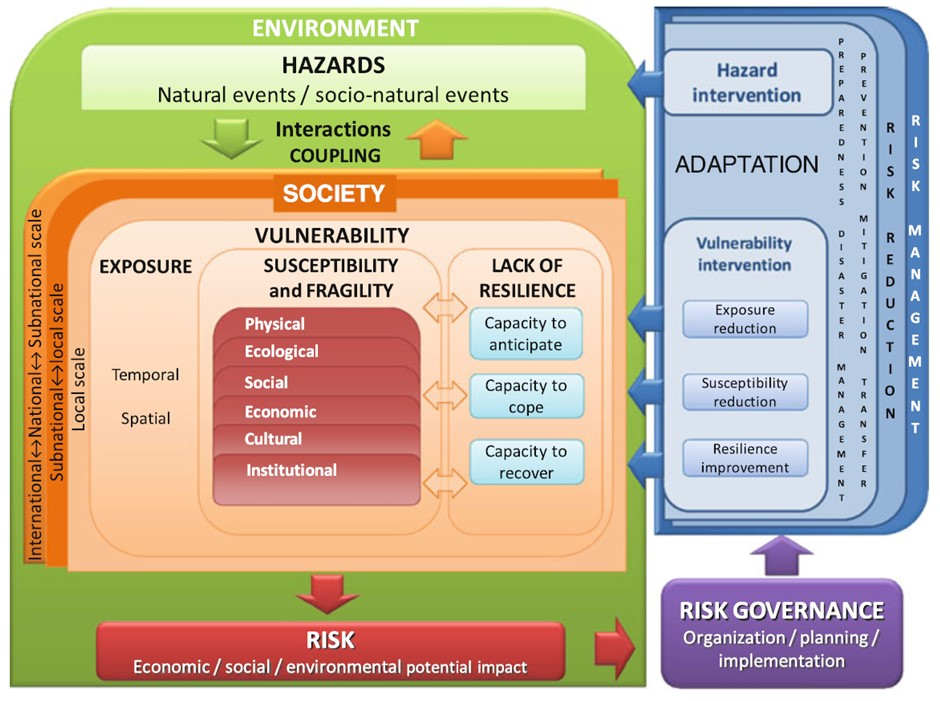 ENVIRONMENT
HAZARDS
Natural events / socio-natural events
Interactions
COUPLING
SOCIETY
International↔National↔ Subnational scale
Subnational↔local scale
Local scale
VULNERABILITY
EXPOSURE
Temporal
Spatial
SUSCEPTIBILITY
and FRAGILITY
Physical
Ecological
Social
Economic
Cultural
Institutional
LACK OF
RESILIENCE
Capacity to
anticipate
Capacity to
cope
Capacity to
recover
RISK
Economic / social / environmental potential impact
Hazard
intervention
ADAPTATION
Vulnerability
intervention
Exposure
reduction
Susceptibility
reduction
Resilience
improvement
PREPAREDNESS DISASTER MANAGEMENT
PREVENTION MITIGATION TRANSFER
RISK REDUCTION
RISK MANAGEMENT
RISK GOVERNANCE
Organization / planning /
implementation